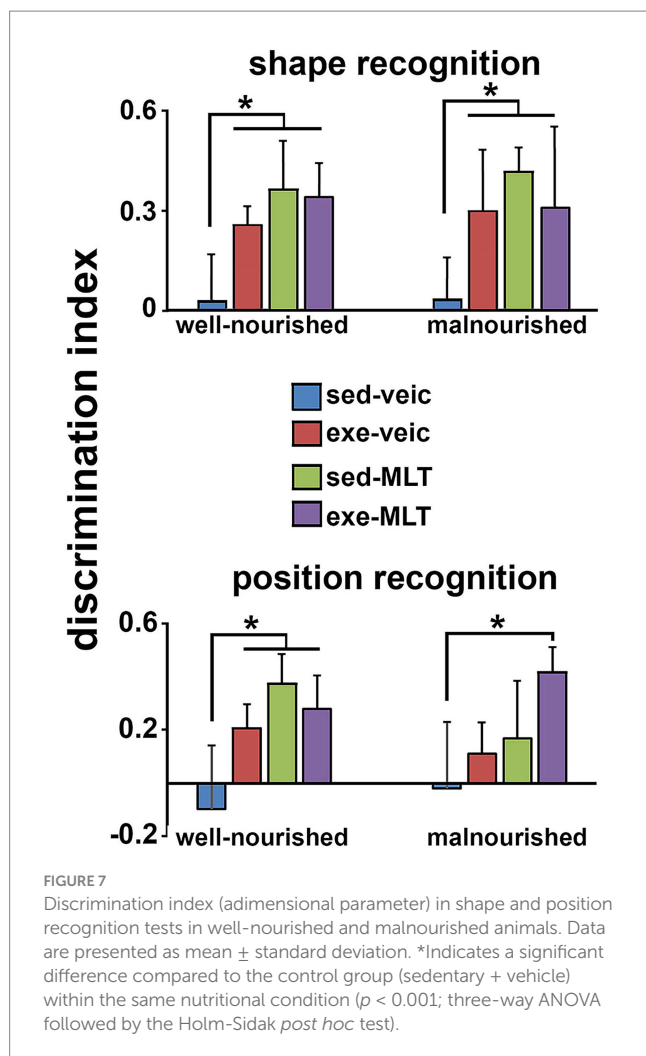 shape recognition
*
*
0.6
0.3
0
well-nourished
malnourished
discrimination index
sed-veic
exe-veic
sed-MLT
exe-MLT
position recognition
*
*
0.6
0.2
-0.2
well-nourished
malnourished
FIGURE 7
Discrimination index (adimensional parameter) in shape and position
recognition tests in well-nourished and malnourished animals. Data
are presented as mean ± standard deviation. *Indicates a significant
difference compared to the control group (sedentary + vehicle)
within the same nutritional condition (p < 0.001; three-way ANOVA
followed by the Holm-Sidak post hoc test).